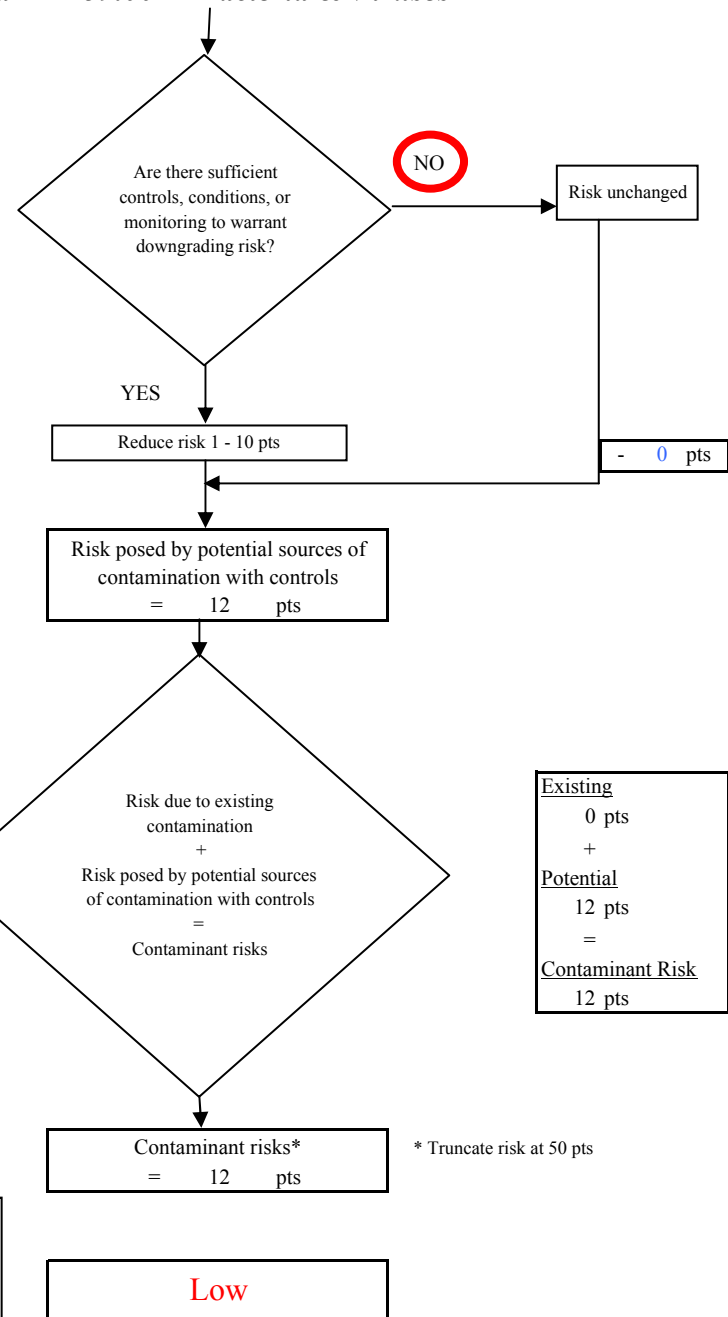 Are there sufficient
controls, conditions, or
monitoring to warrant
downgrading risk?
NO
Risk unchanged
YES
Reduce risk 1 - 10 pts
- 0 pts
Risk posed by potential sources of
contamination with controls
= 12 pts
Risk due to existing
contamination
+
Risk posed by potential sources
of contamination with controls
=
Contaminant risks
Existing
0 pts
+
Potential
12 pts
=
Contaminant Risk
12 pts
Contaminant risks*
= 12 pts
* Truncate risk at 50 pts
Low